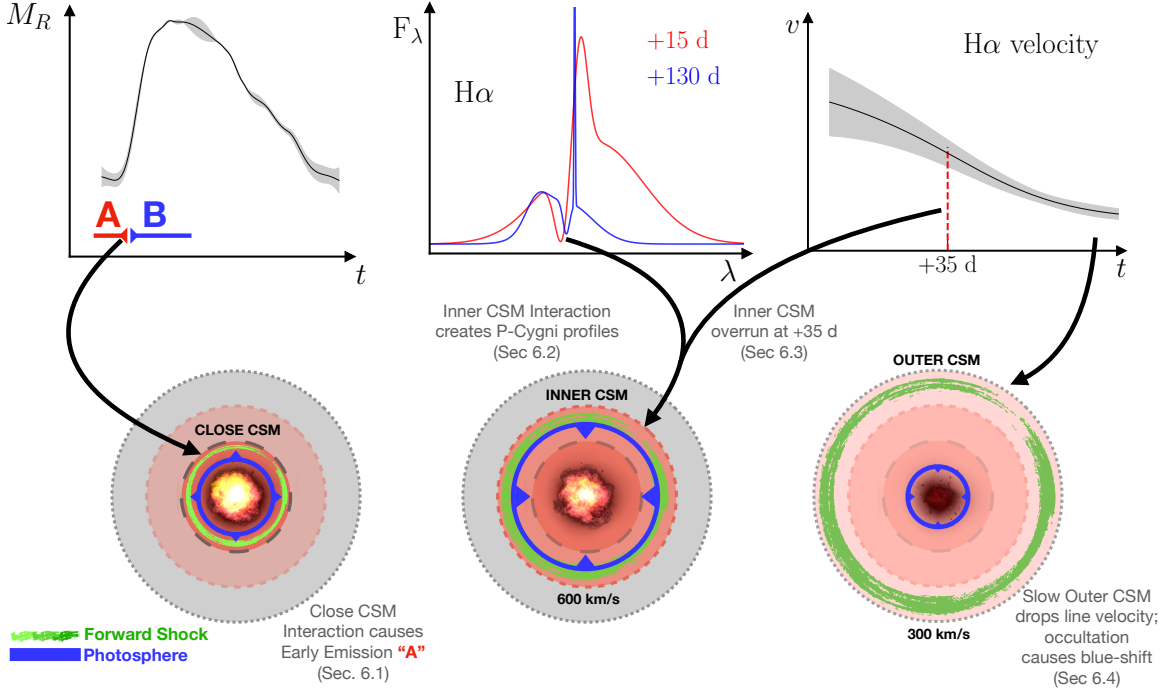 M_R
A
B
t
F_λ
Hα
+15 d
+130 d
λ
v
Hα velocity
+35 d
t
Inner CSM Interaction
creates P-Cygni profiles
(Sec 6.2)
Inner CSM
overrun at +35 d
(Sec 6.3)
CLOSE CSM
INNER CSM
OUTER CSM
600 km/s
300 km/s
Close CSM
Interaction causes
Early Emission “A”
(Sec. 6.1)
Slow Outer CSM
drops line velocity;
occultation
causes blue-shift
(Sec 6.4)
Forward Shock
Photosphere